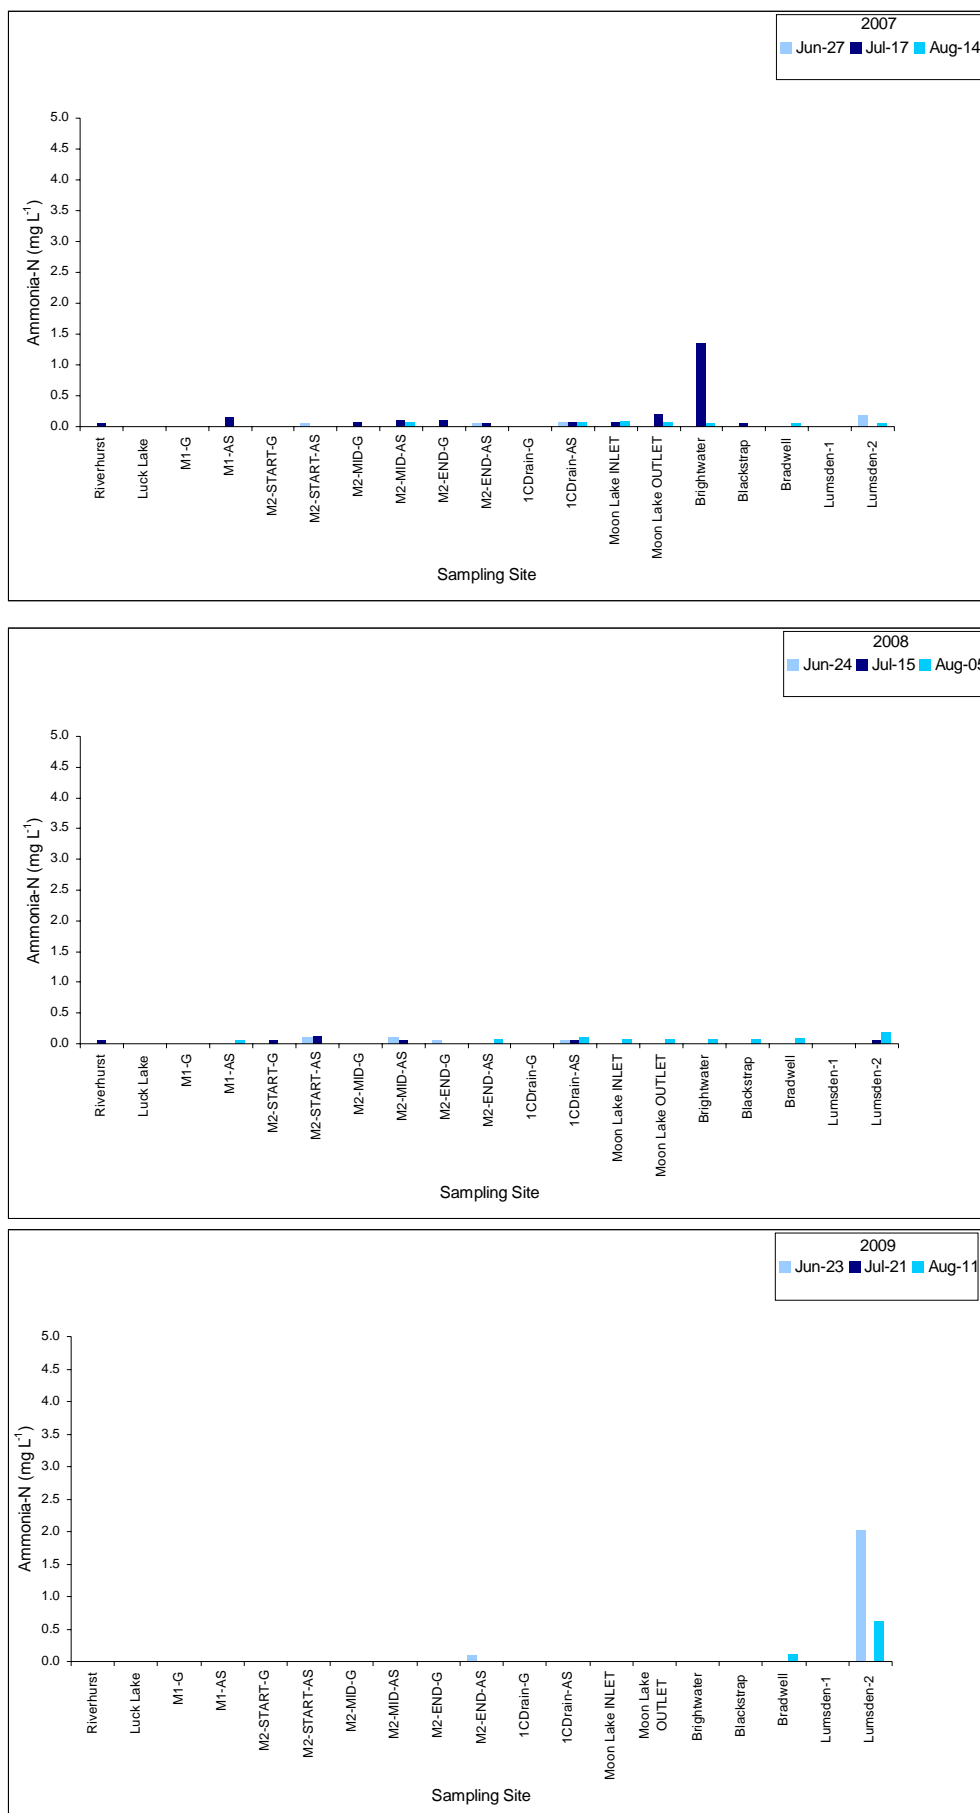 2007
Jun-27 Jul-17 Aug-14
5.0
4.5
4.0
3.5
3.0
2.5
2.0
1.5
1.0
0.5
0.0
Ammonia-N (mg L-1)
Riverhurst
Luck Lake
M1-G
M1-AS
M2-START-G
M2-START-AS
M2-MID-G
M2-MID-AS
M2-END-G
M2-END-AS
1CDrain-G
1CDrain-AS
Moon Lake INLET
Moon Lake OUTLET
Brightwater
Blackstrap
Bradwell
Lumsden-1
Lumsden-2
Sampling Site
2008
Jun-24 Jul-15 Aug-05
5.0
4.5
4.0
3.5
3.0
2.5
2.0
1.5
1.0
0.5
0.0
Ammonia-N (mg L-1)
Riverhurst
Luck Lake
M1-G
M1-AS
M2-START-G
M2-START-AS
M2-MID-G
M2-MID-AS
M2-END-G
M2-END-AS
1CDrain-G
1CDrain-AS
Moon Lake INLET
Moon Lake OUTLET
Brightwater
Blackstrap
Bradwell
Lumsden-1
Lumsden-2
Sampling Site
2009
Jun-23 Jul-21 Aug-11
5.0
4.5
4.0
3.5
3.0
2.5
2.0
1.5
1.0
0.5
0.0
Ammonia-N (mg L-1)
Riverhurst
Luck Lake
M1-G
M1-AS
M2-START-G
M2-START-AS
M2-MID-G
M2-MID-AS
M2-END-G
M2-END-AS
1CDrain-G
1CDrain-AS
Moon Lake INLET
Moon Lake
OUTLET
Brightwater
Blackstrap
Bradwell
Lumsden-1
Lumsden-2
Sampling Site